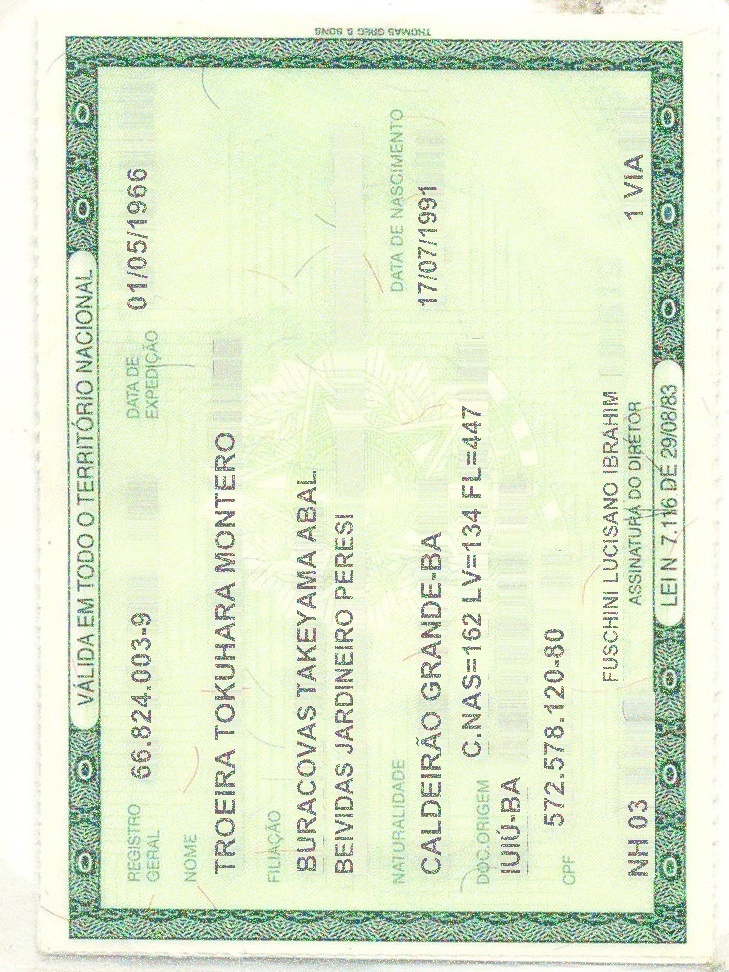 VÁLIDA EM TODO O TERRITÓRIO NACIONAL
REGISTRO GERAL 66.824.003-9 DATA DE EXPEDIÇÃO 01/05/1966
NOME
TROEIRA TOKUHARA MONTERO
FILIAÇÃO
BURACOVAS TAKEYAMA ABAL
BEIVIDAS JARDINEIRO PERESI
NATURALIDADE DATA DE NASCIMENTO
CALDEIRÃO GRANDE-BA 17/07/1991
DOC.ORIGEM C.NAS=162 LV=134 FL=447
IUIÚ-BA
CPF 572.578.120-80
FUSCHINI LUCISANO IBRAHIM
NH 03 ASSINATURA DO DIRETOR 1 VIA
LEI N 7.116 DE 29/08/83
THOMAS GREG & SONS